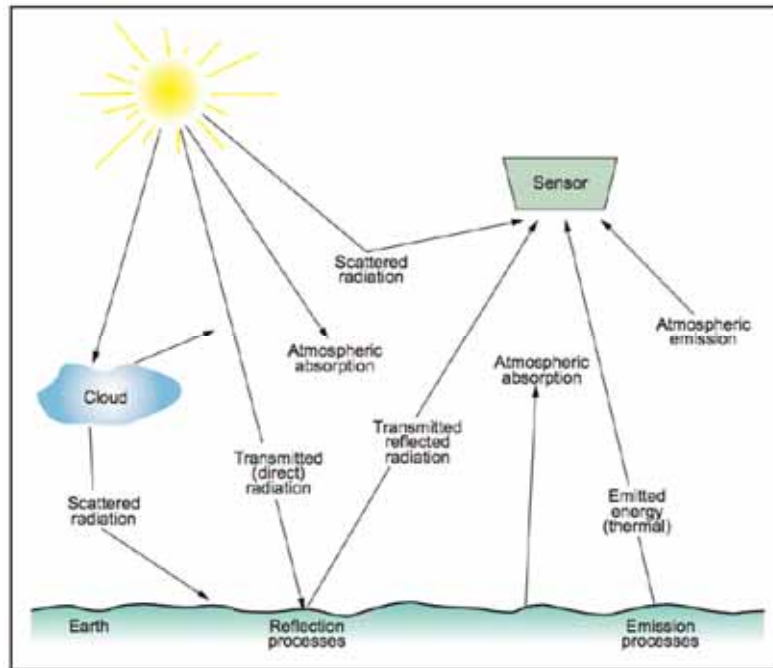 Sensor
Scattered
radiation
Atmospheric
absorption
Atmospheric
emission
Atmospheric
absorption
Cloud
Transmitted
reflected
radiation
Transmitted
(direct)
radiation
Scattered
radiation
Emitted
energy
(thermal)
Earth
Reflection
processes
Emission
processes